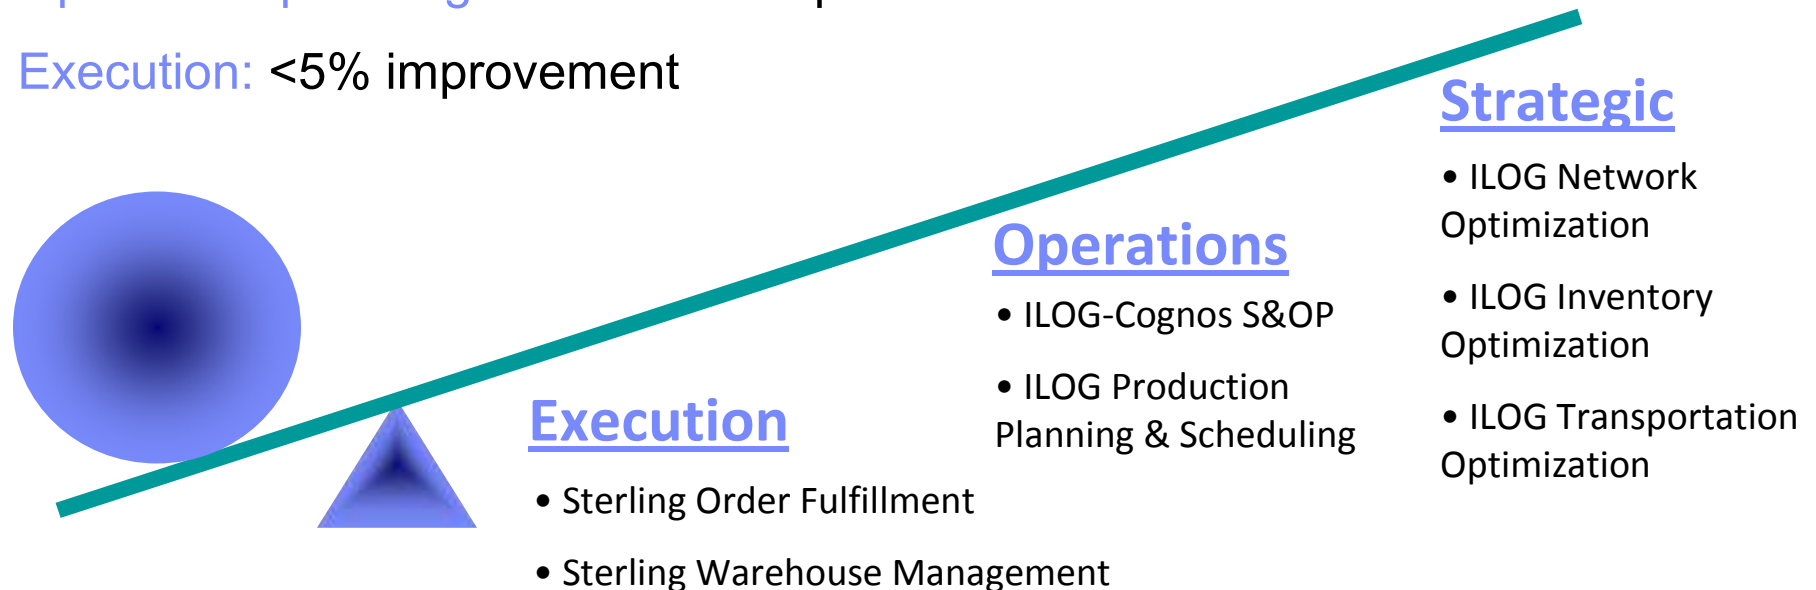 Execution: <5% improvement
Strategic
• ILOG Network
Optimization
• ILOG Inventory
Optimization
• ILOG Transportation
Optimization
Operations
• ILOG-Cognos S&OP
• ILOG Production
Planning & Scheduling
Execution
• Sterling Order Fulfillment
• Sterling Warehouse Management